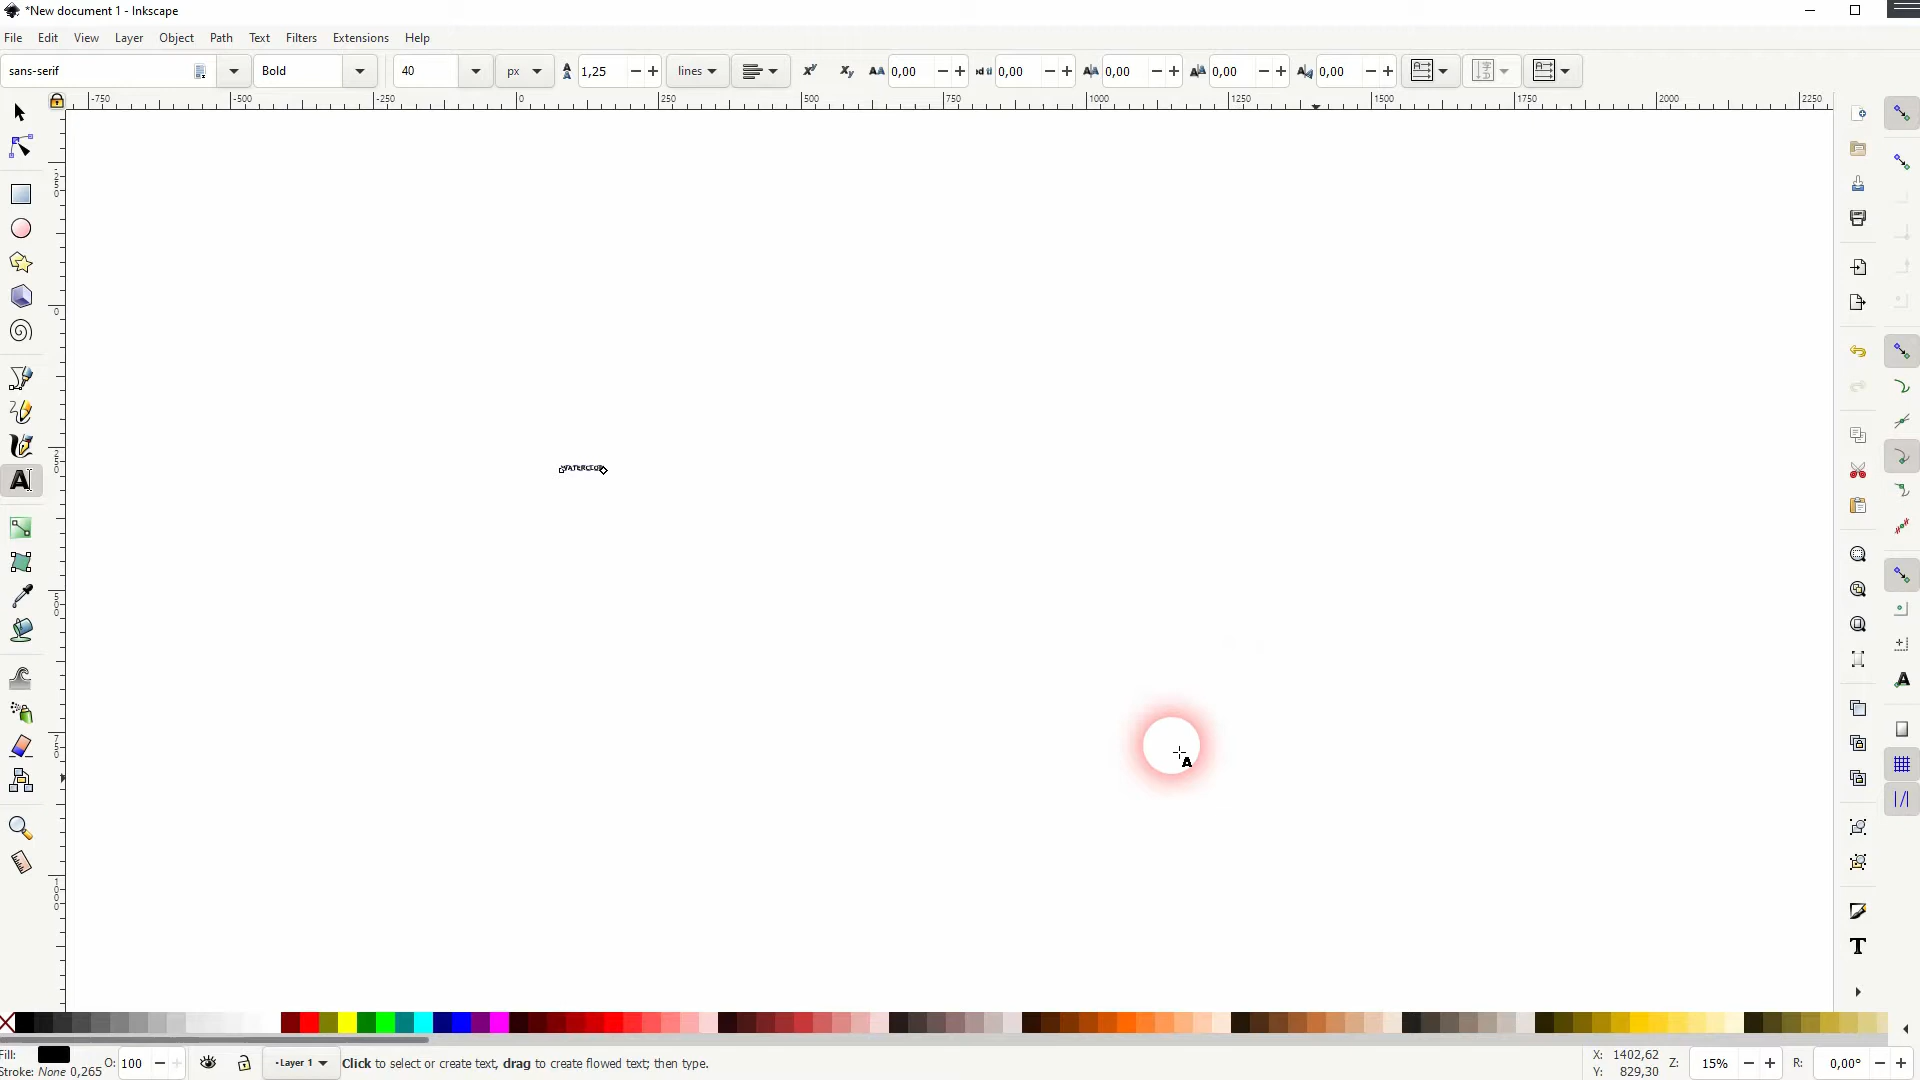 *New document 1 - Inkscape
File Edit View Layer Object Path Text Filters Extensions Help
sans-serif Bold 40 px 1,25 lines 0,00 0,00 0,00 0,00 0,00
-750 -500 -250 0 250 500 750 1000 1250 1500 1750 2000 2250
A
Fill:
Stroke: None 0,265 O: 100 Layer 1 Click to select or create text, drag to create flowed text; then type. X: 1402,62 Y: 829,30 Z: 15% R: 0,00°